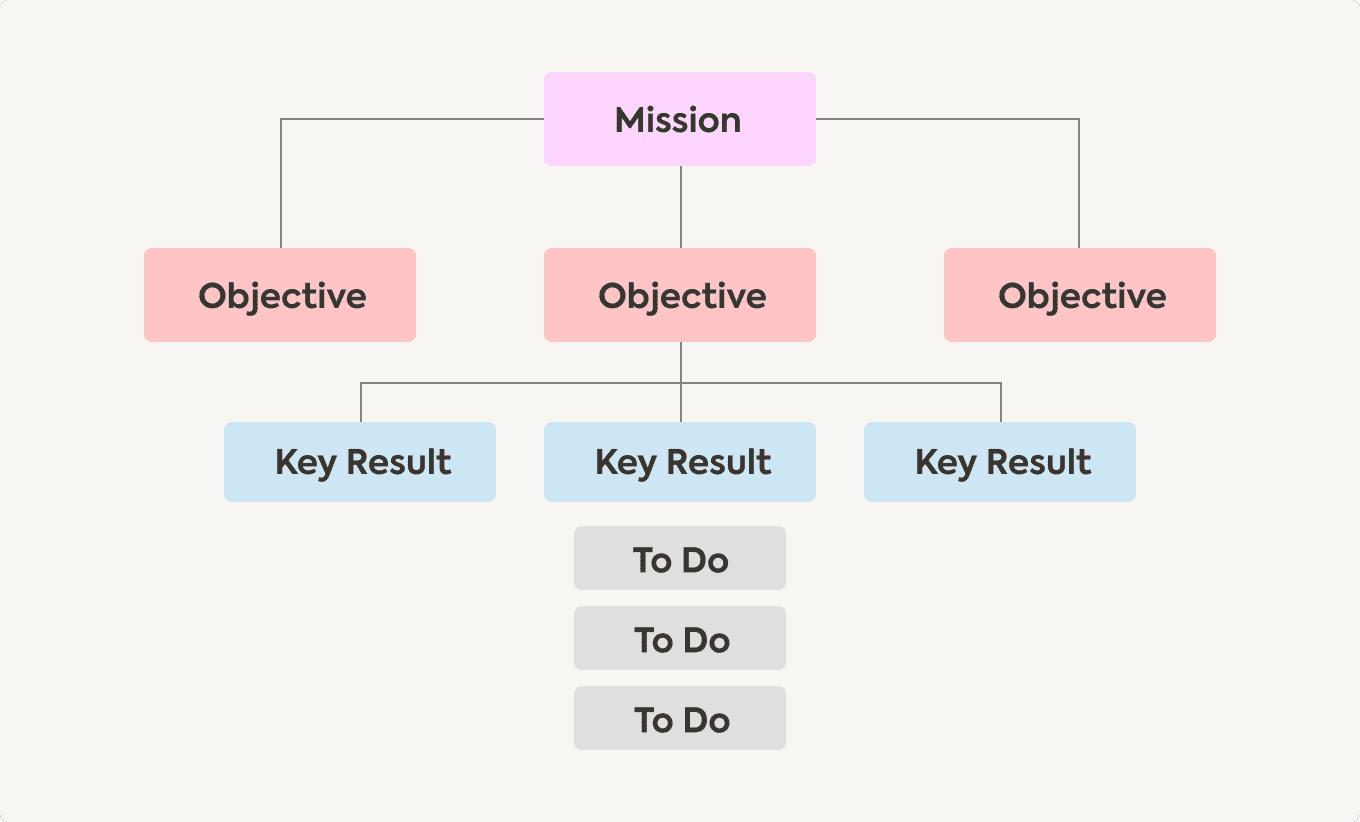 Mission
Objective
Objective
Objective
Key Result
Key Result
Key Result
To Do
To Do
To Do